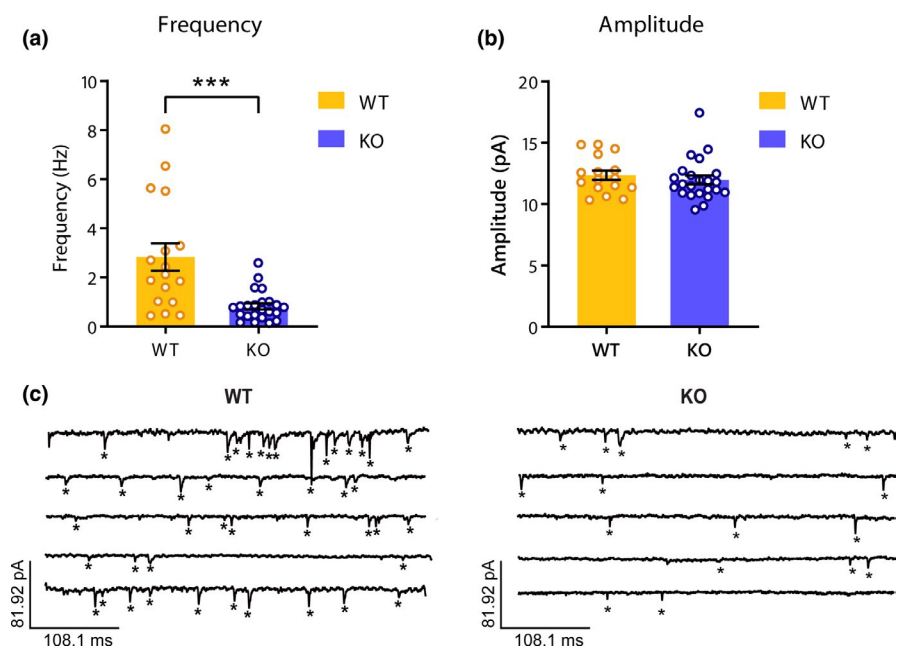 (a) Frequency
Frequency (Hz)
10
8
6
4
2
0
***
WT
KO
WT
KO
(b) Amplitude
Amplitude (pA)
20
15
10
5
0
WT
KO
WT
KO
(c)
WT
* * * * * * * * * * * * * *
* * * * * * * *
* * * * * * * *
* * * *
* * * * * * * * * *
81.92 pA
108.1 ms
KO
* * * * *
* * *
* * *
* * *
* *
81.92 pA
108.1 ms